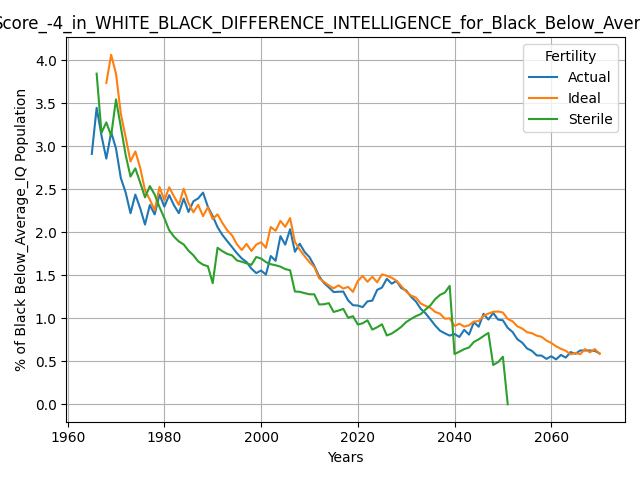 Score_-4_in_WHITE_BLACK_DIFFERENCE_INTELLIGENCE_for_Black_Below_Aver
Fertility
Actual
Ideal
Sterile
% of Black Below_Average_IQ Population
4.0
3.5
3.0
2.5
2.0
1.5
1.0
0.5
0.0
1960
1980
2000
2020
2040
2060
Years